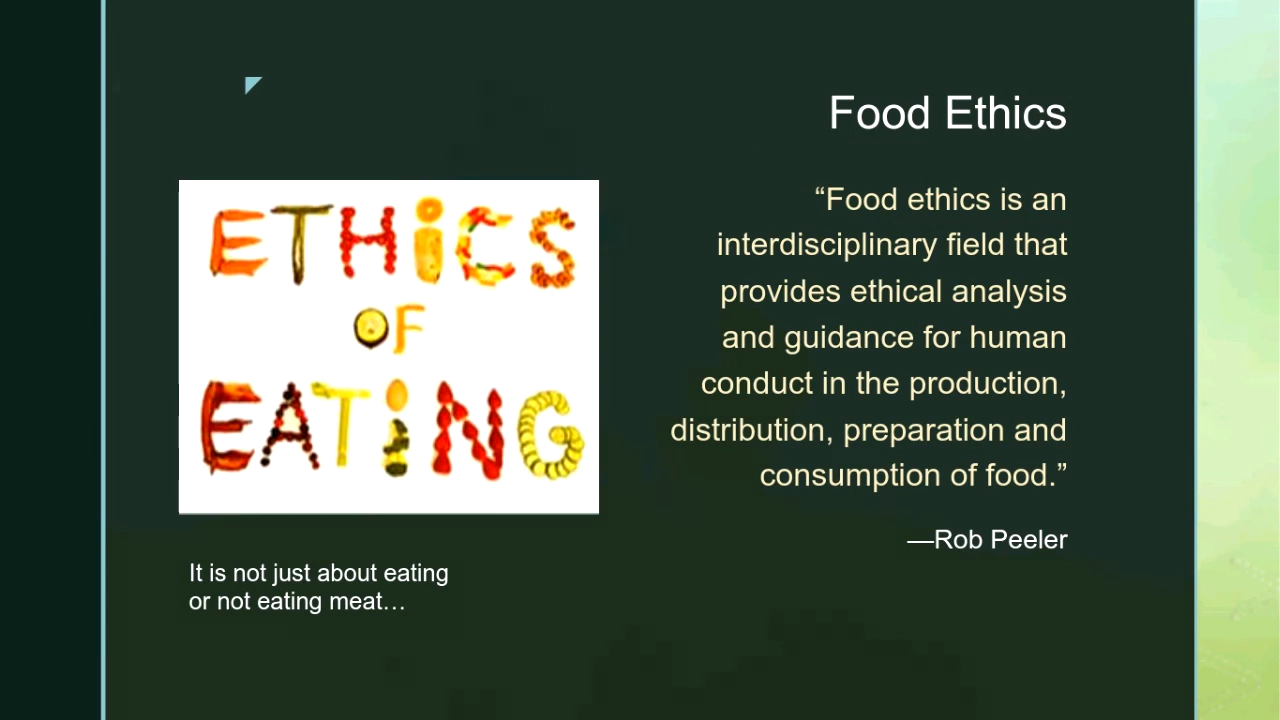 Food Ethics
ETHiCS
OF
EATiNG
“Food ethics is an
interdisciplinary field that
provides ethical analysis
and guidance for human
conduct in the production,
distribution, preparation and
consumption of food.”
—Rob Peeler
It is not just about eating
or not eating meat…